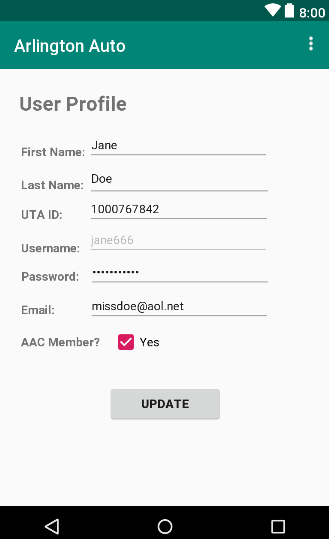 8:00
Arlington Auto
User Profile
First Name: Jane
Last Name: Doe
UTA ID: 1000767842
Username: jane666
Password: •••••••••••
Email: missdoe@aol.net
AAC Member? Yes
UPDATE